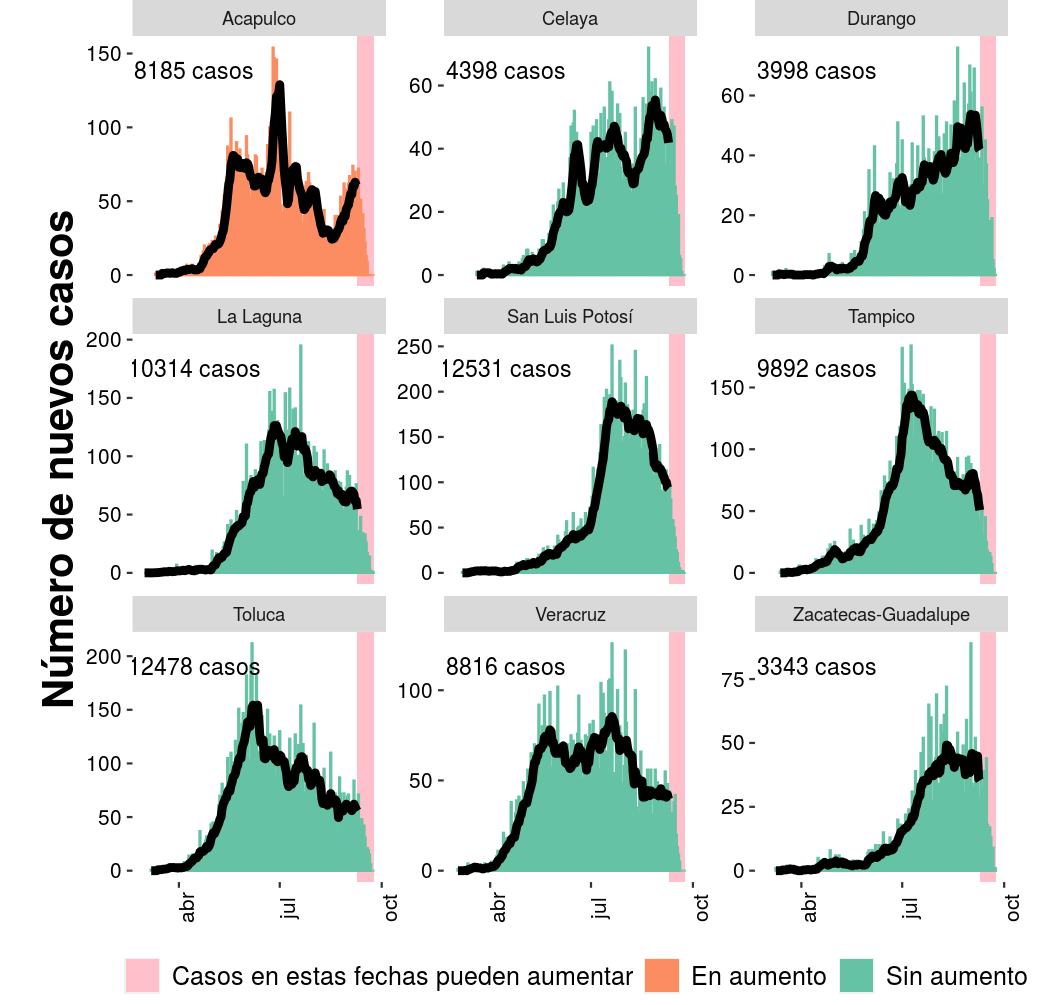 Número de nuevos casos
Acapulco
150
100
50
0
8185 casos
Celaya
60
40
20
0
4398 casos
Durango
60
40
20
0
3998 casos
La Laguna
200
150
100
50
0
10314 casos
San Luis Potosí
250
200
150
100
50
0
12531 casos
Tampico
150
100
50
0
9892 casos
Toluca
200
150
100
50
0
12478 casos
Veracruz
100
50
0
8816 casos
Zacatecas-Guadalupe
75
50
25
0
3343 casos
abr jul oct
abr jul oct
abr jul oct
Casos en estas fechas pueden aumentar En aumento Sin aumento